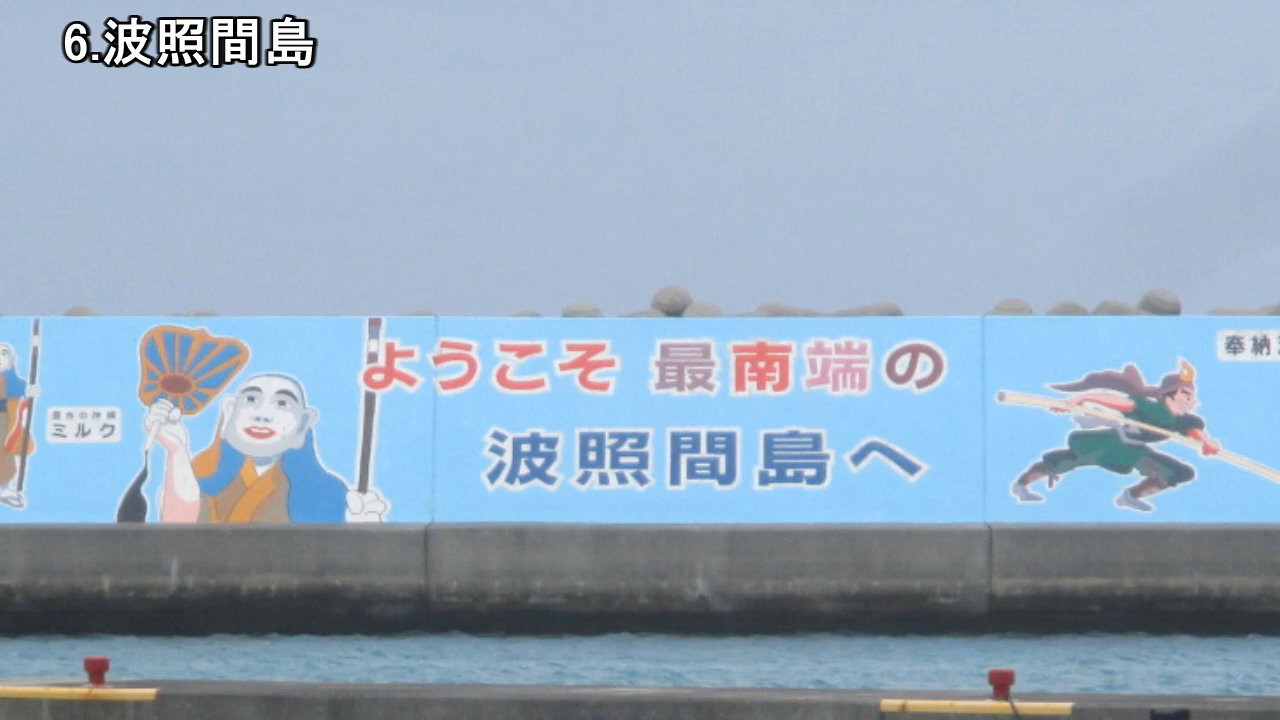 6.波照間島
ようこそ 最南端の
波照間島へ
ミルク
奉納